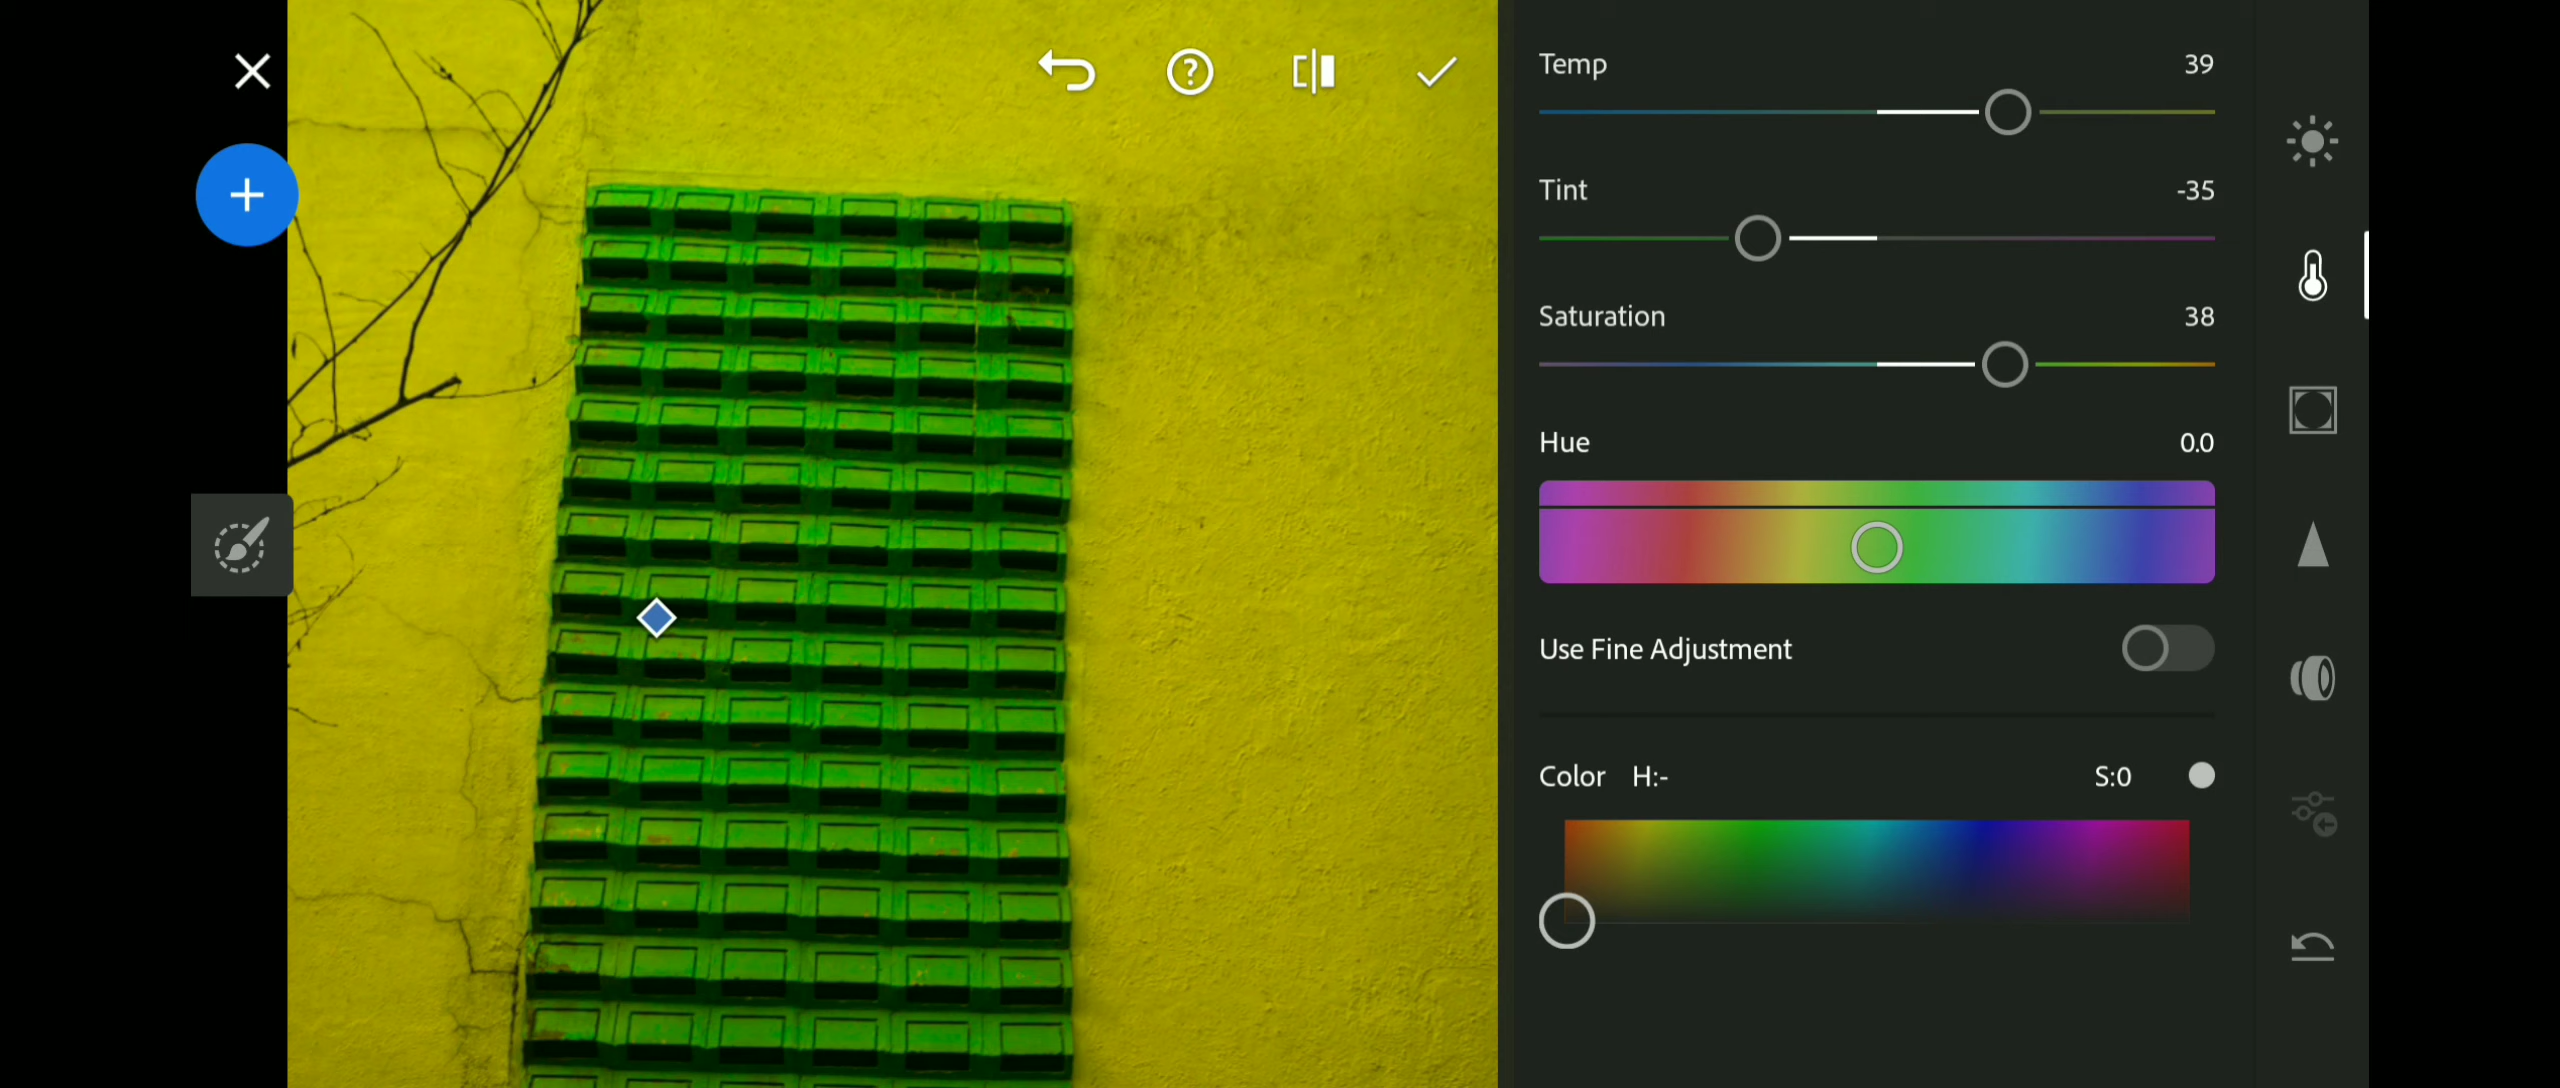 Temp 39
Tint -35
Saturation 38
Hue 0.0
Use Fine Adjustment
Color H:- S:0